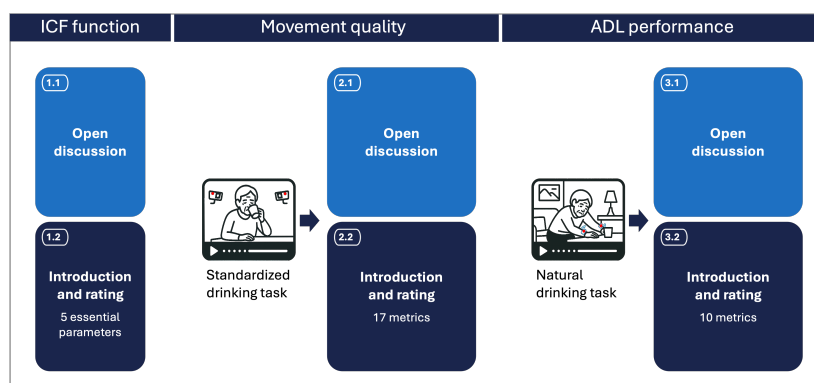 ICF function
Movement quality
ADL performance
1.1
Open
discussion
1.2
Introduction
and rating
5 essential
parameters
Standardized
drinking task
2.1
Open
discussion
2.2
Introduction
and rating
17 metrics
Natural
drinking task
3.1
Open
discussion
3.2
Introduction
and rating
10 metrics